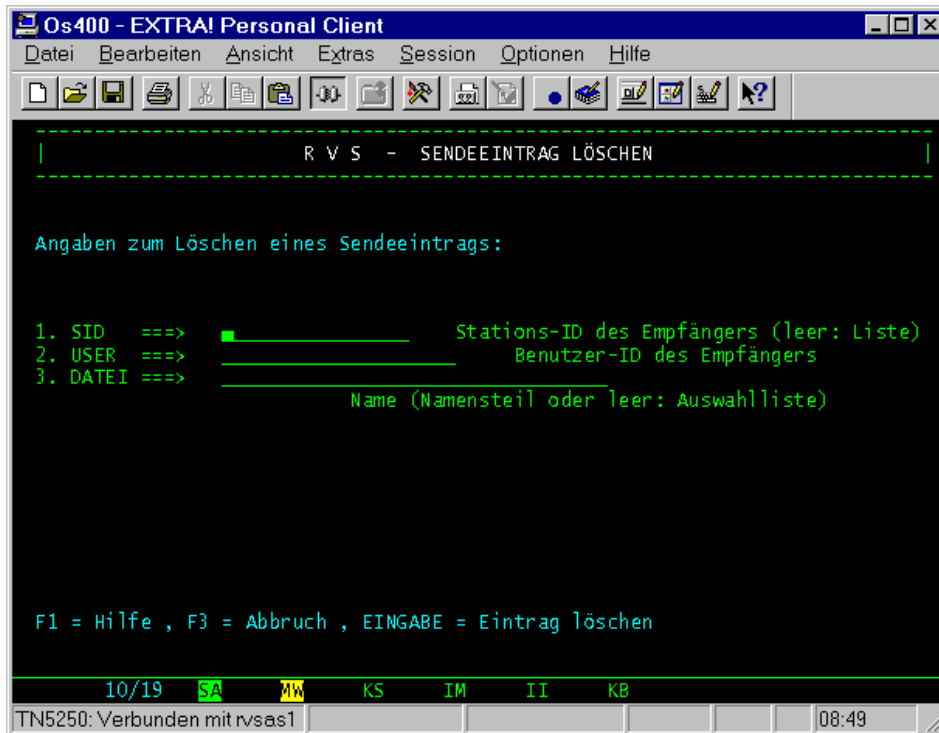 Os400 - EXTRA! Personal Client
Datei Bearbeiten Ansicht Extras Session Optionen Hilfe
R V S - SENDEEINTRAG LÖSCHEN
Angaben zum Löschen eines Sendeeintrags:
1. SID ===> Stations-ID des Empfängers (leer: Liste)
2. USER ===> Benutzer-ID des Empfängers
3. DATEI ===>
Name (Namensteil oder leer: Auswahlliste)
F1 = Hilfe , F3 = Abbruch , EINGABE = Eintrag löschen
10/19 SA MW KS IM II KB
TN5250: Verbunden mit rvsas1 08:49